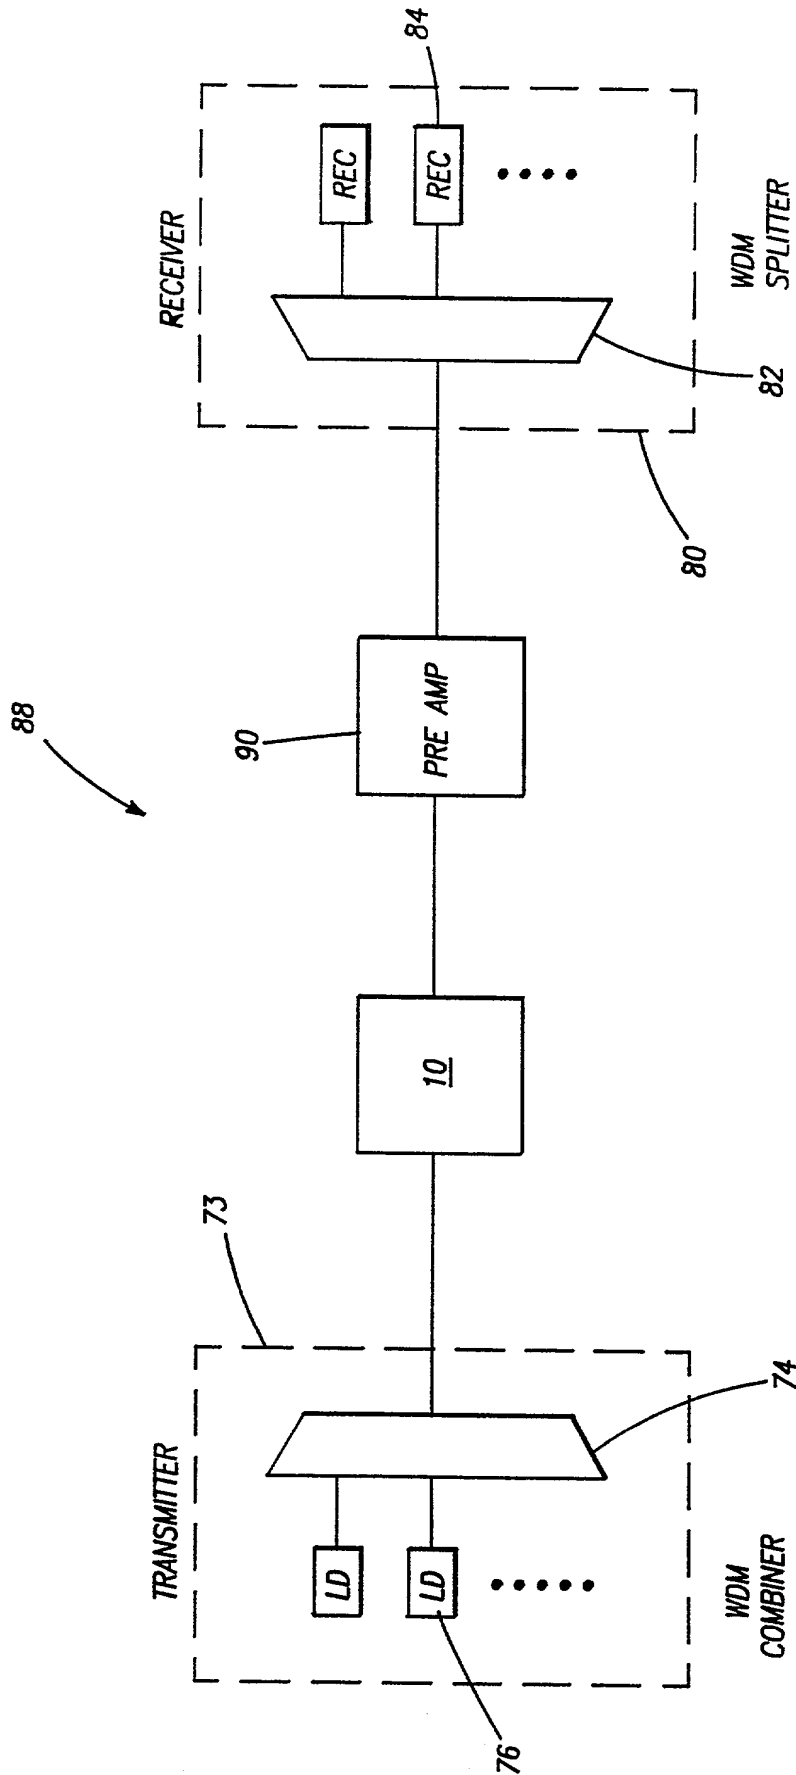 88
TRANSMITTER
73
LD
LD
76
74
WDM
COMBINER
10
90
PRE AMP
RECEIVER
REC
REC
84
82
80
WDM
SPLITTER